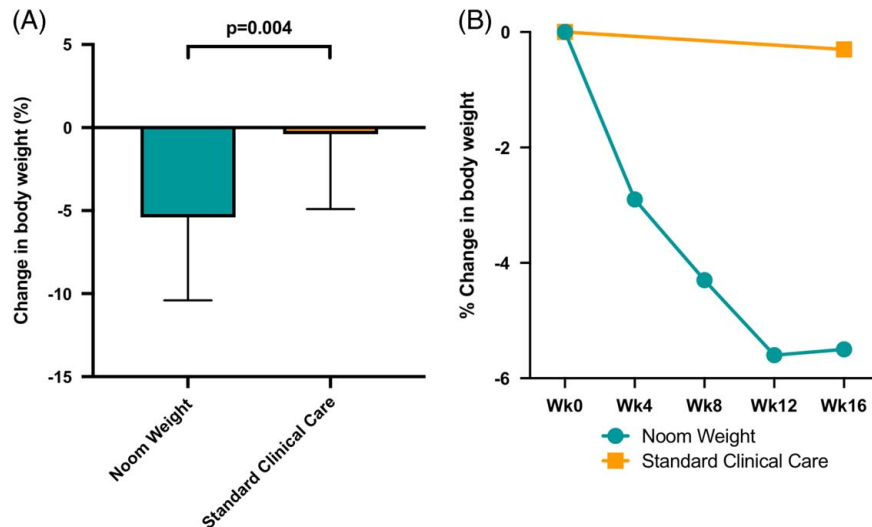 (A)
p=0.004
Change in body weight (%)
5
0
-5
-10
-15
Noom Weight
Standard Clinical Care
(B)
% Change in body weight
0
-2
-4
-6
Wk0 Wk4 Wk8 Wk12 Wk16
Noom Weight
Standard Clinical Care